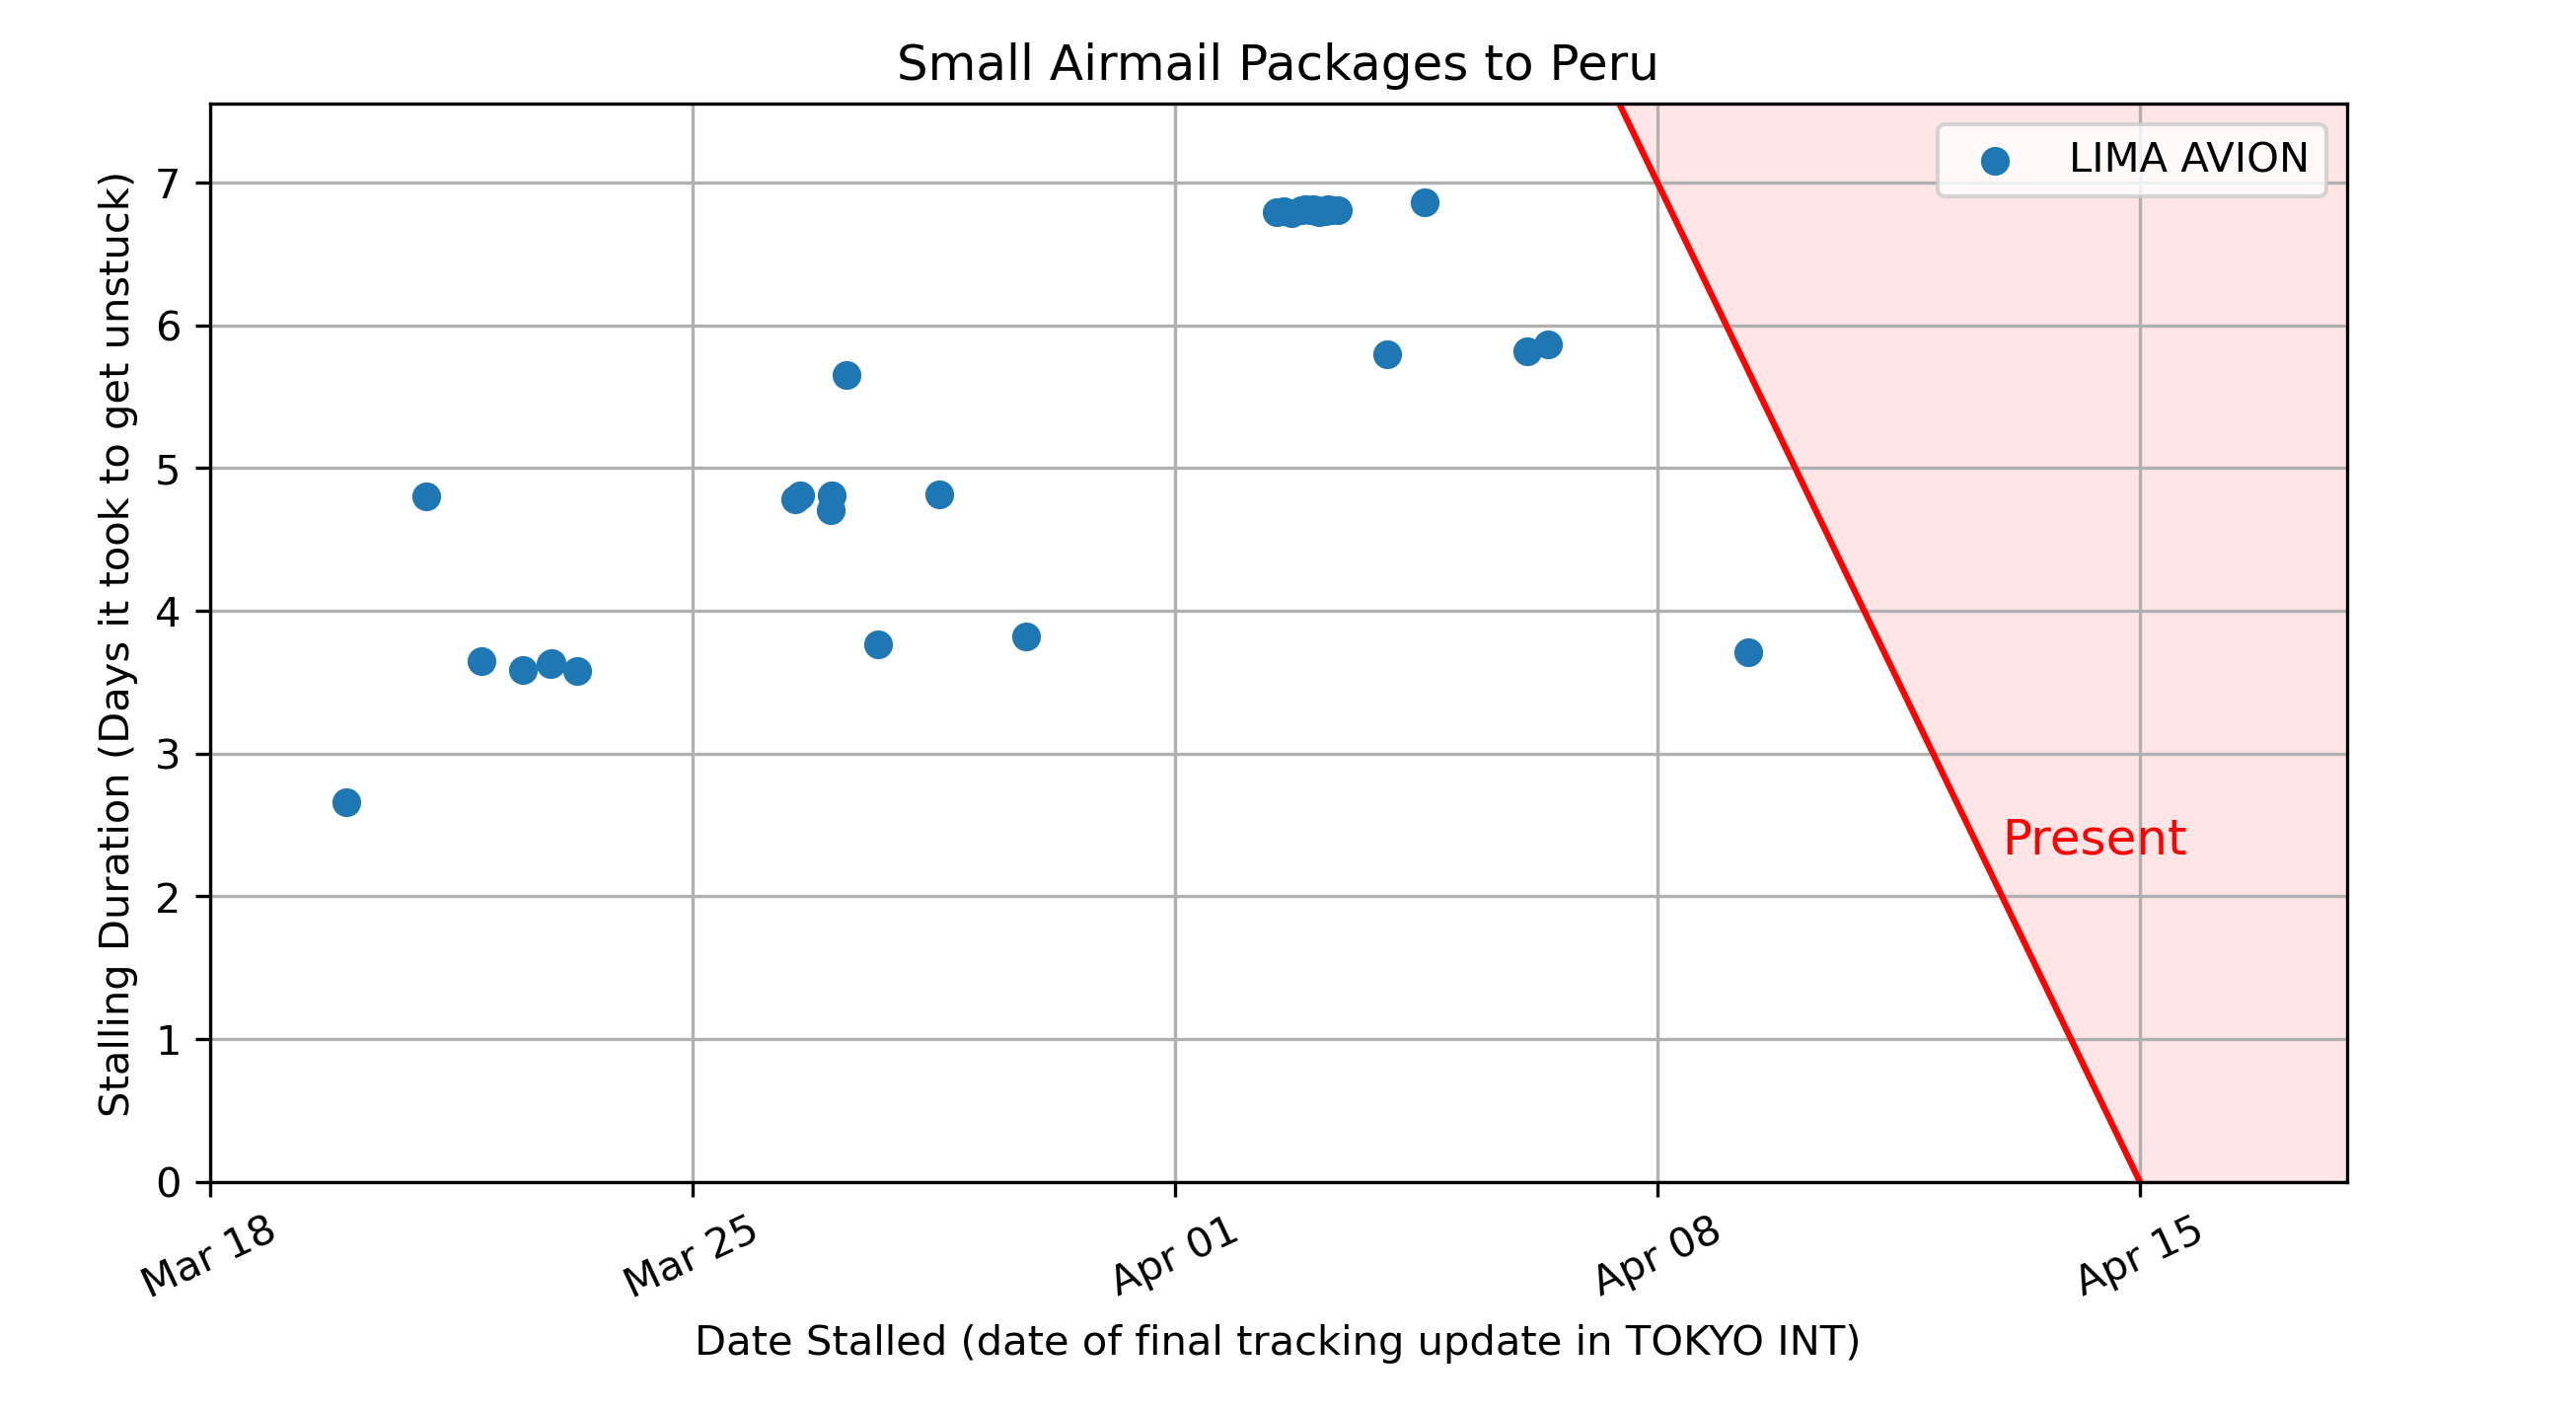 Small Airmail Packages to Peru
LIMA AVION
Stalling Duration (Days it took to get unstuck)
7
6
5
4
3
2
1
0
Present
Mar 18
Mar 25
Apr 01
Apr 08
Apr 15
Date Stalled (date of final tracking update in TOKYO INT)